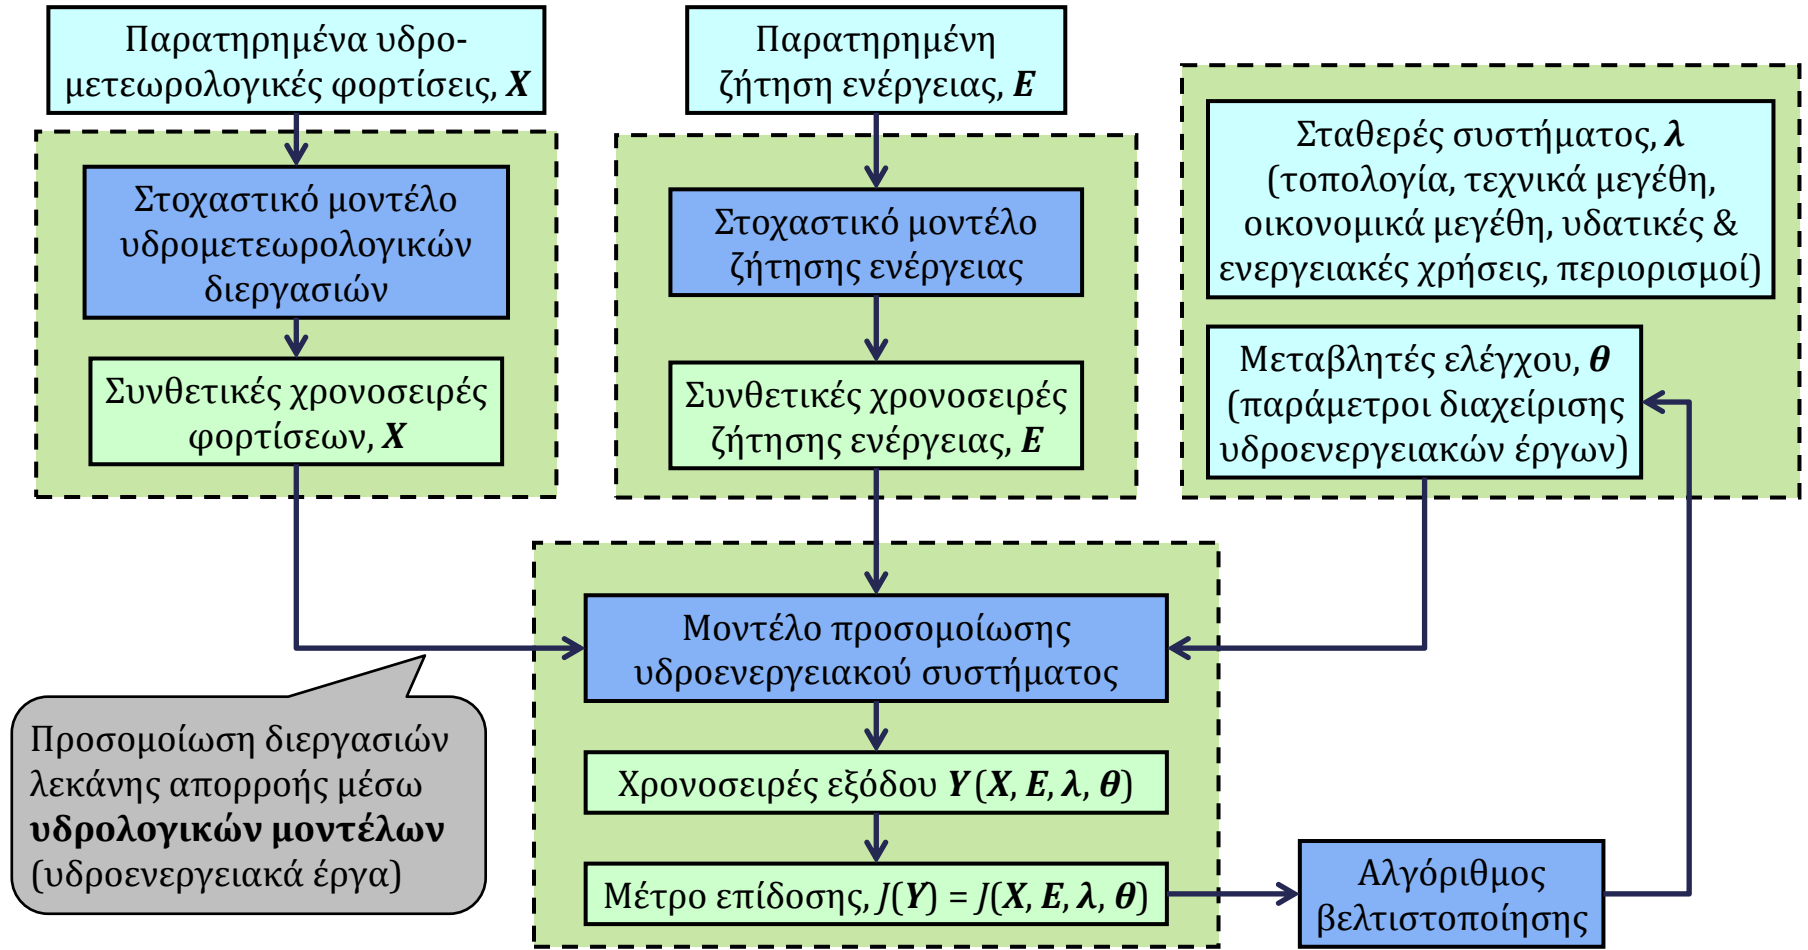 Παρατηρημένα υδρο-
μετεωρολογικές φορτίσεις, X
Στοχαστικό μοντέλο
υδρομετεωρολογικών
διεργασιών
Συνθετικές χρονοσειρές
φορτίσεων, X
Παρατηρημένη
ζήτηση ενέργειας, E
Στοχαστικό μοντέλο
ζήτησης ενέργειας
Συνθετικές χρονοσειρές
ζήτησης ενέργειας, E
Σταθερές συστήματος, λ
(τοπολογία, τεχνικά μεγέθη,
οικονομικά μεγέθη, υδατικές &
ενεργειακές χρήσεις, περιορισμοί)
Μεταβλητές ελέγχου, θ
(παράμετροι διαχείρισης
υδροενεργειακών έργων)
Μοντέλο προσομοίωσης
υδροενεργειακού συστήματος
Χρονοσειρές εξόδου Y(X, E, λ, θ)
Μέτρο επίδοσης, J(Y) = J(X, E, λ, θ)
Αλγόριθμος
βελτιστοποίησης
Προσομοίωση διεργασιών
λεκάνης απορροής μέσω
υδρολογικών μοντέλων
(υδροενεργειακά έργα)